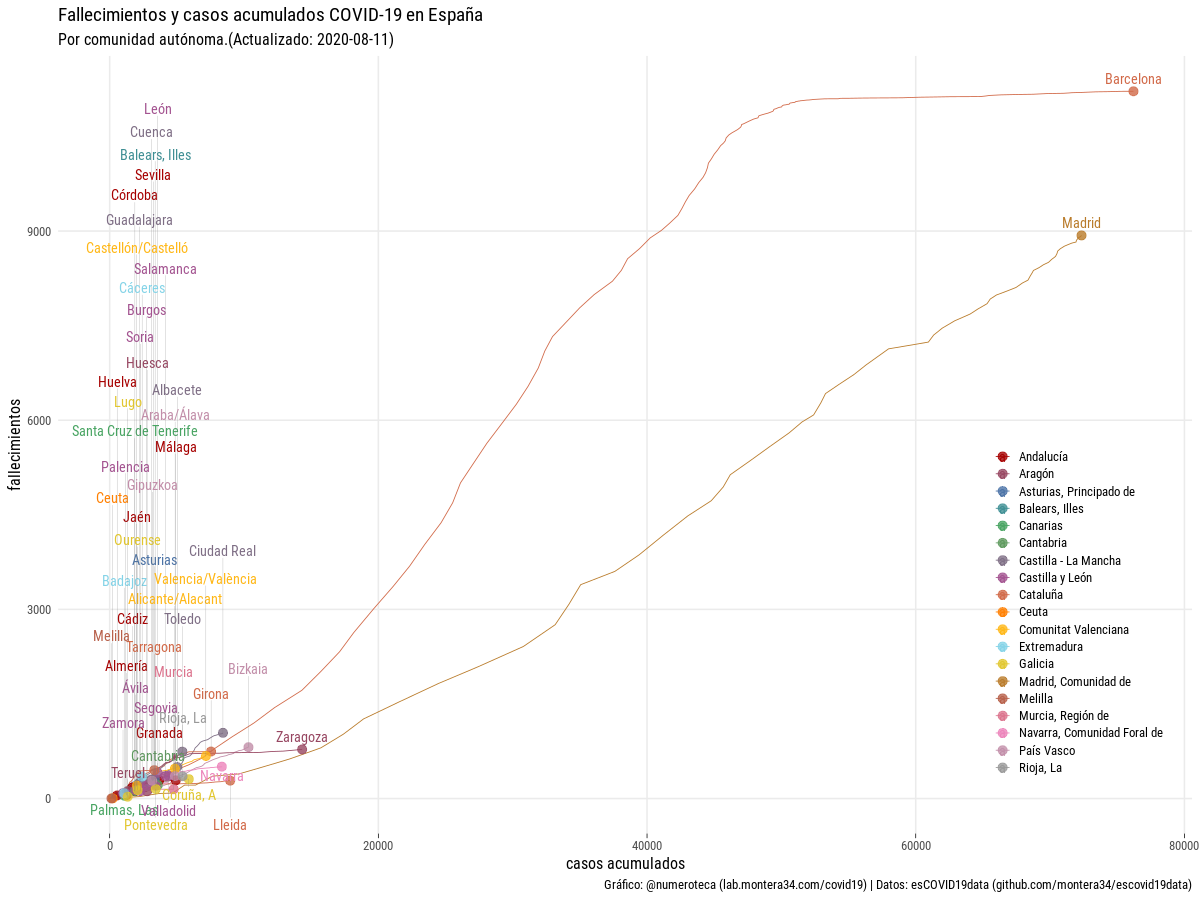 Fallecimientos y casos acumulados COVID-19 en España
Por comunidad autónoma.(Actualizado: 2020-08-11)
Barcelona
León
Cuenca
Balears, Illes
Sevilla
Córdoba
Guadalajara
Madrid
9000
Castellón/Castelló
Salamanca
Cáceres
Burgos
Soria
Huesca
Huelva
Albacete
Lugo
Araba/Álava
6000
Santa Cruz de Tenerife
Málaga
Palencia
Gipuzkoa
Ceuta
Jaén
Ourense
Ciudad Real
Asturias
Badajoz
Valencia/València
Alicante/Alacant
3000
Cádiz
Toledo
Melilla
Tarragona
Almería
Murcia
Bizkaia
Ávila
Girona
Segovia
Rioja, La
Zamora
Granada
Zaragoza
Cantabria
Teruel
Navarra
Coruña, A
0
Palmas, Las
Valladolid
Pontevedra
Lleida
fallecimientos
Andalucía
Aragón
Asturias, Principado de
Balears, Illes
Canarias
Cantabria
Castilla - La Mancha
Castilla y León
Cataluña
Ceuta
Comunitat Valenciana
Extremadura
Galicia
Madrid, Comunidad de
Melilla
Murcia, Región de
Navarra, Comunidad Foral de
País Vasco
Rioja, La
0 20000 40000 60000 80000
casos acumulados
Gráfico: @numeroteca (lab.montera34.com/covid19) | Datos: esCOVID19data (github.com/montera34/escovid19data)